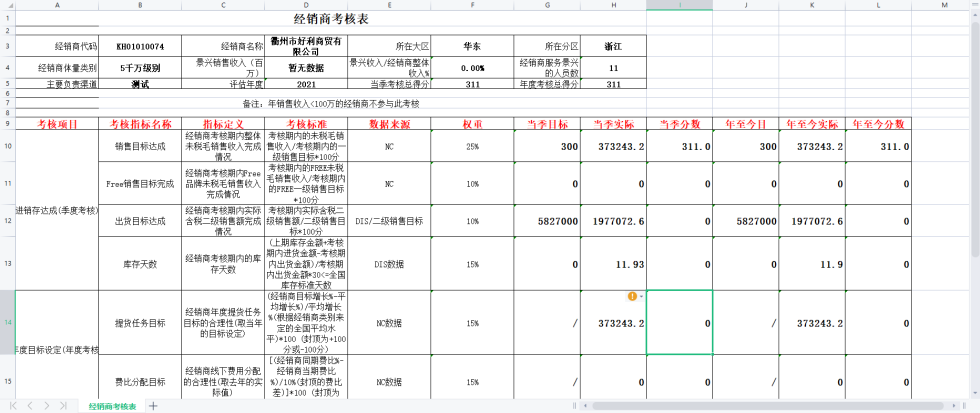 A B C D E F G H I J K L M
1 经销商考核表
2
3 经销商代码 KH01010074 经销商名称 衢州市好利商贸有限公司 所在大区 华东 所在分区 浙江
4 经销商体量类别 5千万级别 景兴销售收入（百万） 暂无数据 景兴收入/经销商整体收入% 0.00% 经销商服务景兴的人员数 11
5 主要负责渠道 测试 评估年度 2021 当季考核总得分 311 年度考核总得分 311
6
7 备注：年销售收入<100万的经销商不参与此考核
8
9 考核项目 考核指标名称 指标定义 考核标准 数据来源 权重 当季目标 当季实际 当季分数 年至今目 年至今实际 年至今分数
10 销售目标达成 经销商考核期内整体未税毛销售收入完成情况 考核期内的未税毛销售收入/考核期内的一级销售目标*100分 NC 25% 300 373243.2 311.0 300 373243.2 311.0
11 Free销售目标完成 经销商考核期内Free品牌未税毛销售收入完成情况 考核期内的FREE未税毛销售收入/考核期内的FREE一级销售目标*100分 NC 10% 0 0 0 0 0 0
进销存达成(季度考核)
12 出货目标达成 经销商考核期内实际含税二级销售额完成情况 考核期内实际含税二级销售额/二级销售目标*100分 DIS/二级销售目标 10% 5827000 1977072.6 0 5827000 1977072.6 0
13 库存天数 经销商考核期内的库存天数 (上期库存金额+考核期内进货金额-考核期内出货金额)/考核期内出货金额*30<=全国库存标准天数 DIS数据 15% 0 11.93 0 0 11.9 0
14 提货任务目标 经销商年度提货任务目标的合理性(取当年的目标设定) (经销商目标增长%-平均增长%)/平均增长%(根据经销商类别来定的全国平均水平)*100 (封顶为+100分或-100分) NC数据 15% / 373243.2 0 / 373243.2 0
年度目标设定(年度考核
15 费比分配目标 经销商线下费用分配的合理性(取去年的实际值) [(经销商同期费比%-经销商当期费比%)/10%(封顶的费比差)]*100 (封顶为 NC数据 15% / 0 0 / 0 0
经销商考核表